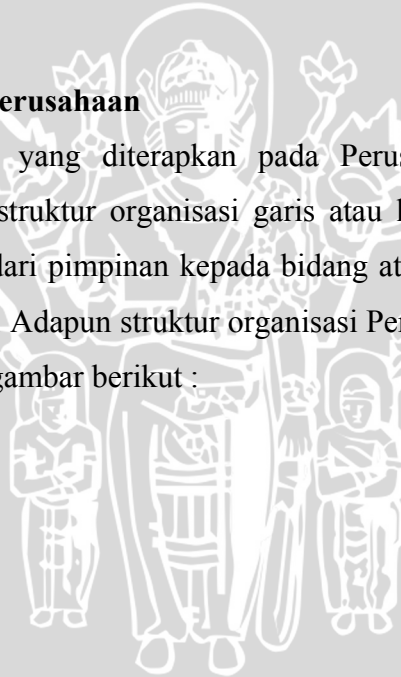 erusahaan
yang diterapkan pada Perus
struktur organisasi garis atau
dari pimpinan kepada bidang at
Adapun struktur organisasi Per
gambar berikut :